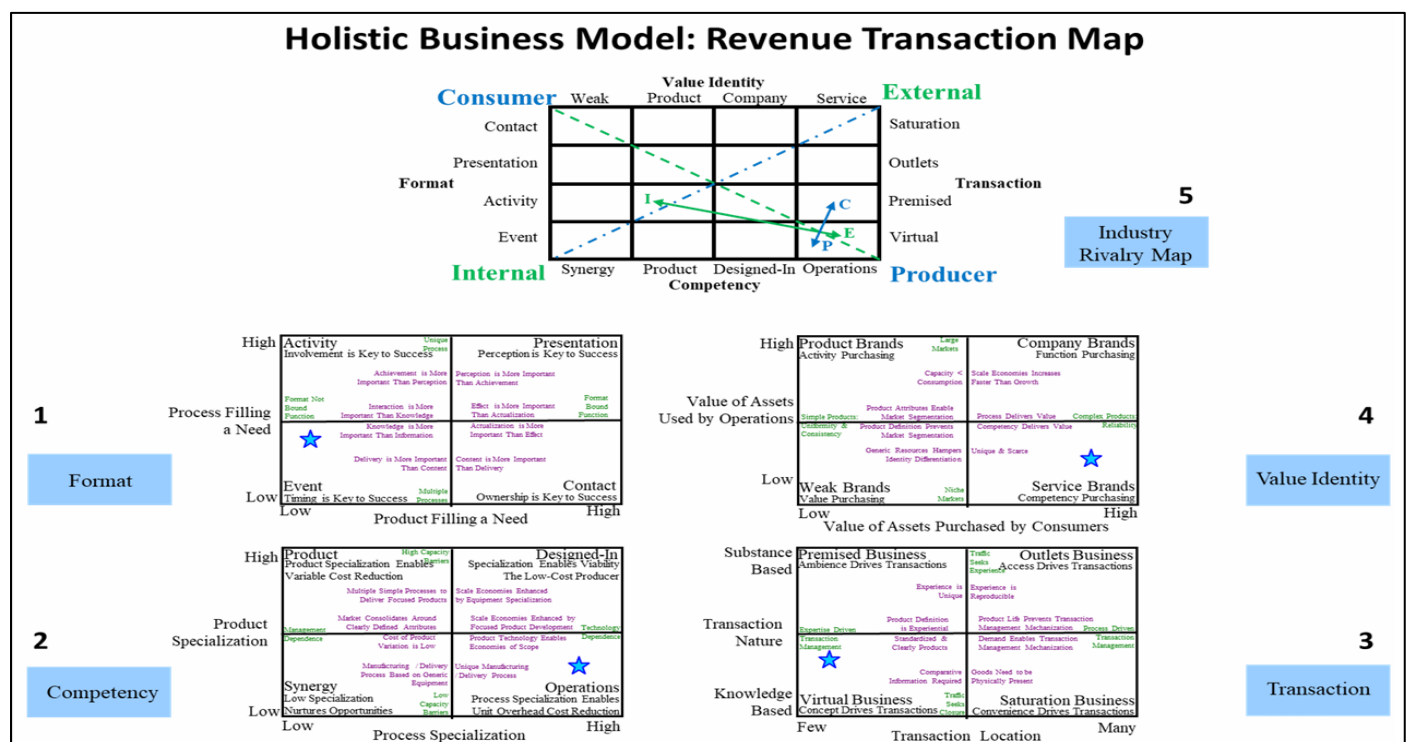 Holistic Business Model: Revenue Transaction Map
Value Identity
Consumer
Weak
Product
Company
Service
External
Contact
Saturation
Presentation
Outlets
Format
Transaction
Activity
I
C
Premised
5
Event
E
P
Virtual
Industry
Rivalry Map
Internal
Synergy
Product
Designed-In
Operations
Producer
Competency
1
Format
High
Process Filling
a Need
Low
Activity
Involvement is Key to Success
Unique
Process
Achievement is More
Important Than Perception
Format Not
Bound
Function
Interaction is More
Important Than Knowledge
Presentation
Perception is Key to Success
Perception is More Important
Than Achievement
Effect is More Important
Than Actualization
Format
Bound
Function
Knowledge is More
Important Than Information
Delivery is More Important
Than Content
Event
Timing is Key to Success
Multiple
Processes
Actualization is More
Important Than Effect
Content is More Important
Than Delivery
Contact
Ownership is Key to Success
Low
High
Product Filling a Need
4
Value Identity
High
Value of Assets
Used by Operations
Low
Product Brands
Activity Purchasing
Large
Markets
Capacity <
Consumption
Product Attributes Enable
Market Segmentation
Simple Products:
Uniformity &
Consistency
Company Brands
Function Purchasing
Scale Economies Increases
Faster Than Growth
Process Delivers Value
Complex Products:
Reliability
Product Definition Prevents
Market Segmentation
Generic Resources Hampers
Identity Differentiation
Weak Brands
Value Purchasing
Niche
Markets
Competency Delivers Value
Unique & Scarce
Service Brands
Competency Purchasing
Low
High
Value of Assets Purchased by Consumers
2
Competency
High
Product
Specialization
Low
Product
Product Specialization Enables
Variable Cost Reduction
High Capacity
Barriers
Multiple Simple Processes to
Deliver Focused Products
Market Consolidates Around
Clearly Defined Attributes
Management
Dependence
Designed-In
Specialization Enables Viability
The Low-Cost Producer
Scale Economies Enhanced
by Equipment Specialization
Scale Economies Enhanced by
Focused Product Development
Technology
Dependence
Cost of Product
Variation is Low
Manufacturing / Delivery
Process Based on Generic
Equipment
Synergy
Low Specialization
Nurtures Opportunities
Low
Capacity
Barriers
Product Technology Enables
Economies of Scope
Unique Manufacturing
/ Delivery Process
Operations
Process Specialization Enables
Unit Overhead Cost Reduction
Low
High
Process Specialization
3
Transaction
Substance
Based
Transaction
Nature
Knowledge
Based
Premised Business
Ambience Drives Transactions
Experience is
Unique
Product Definition
is Experiential
Expertise Driven
Transaction
Management
Traffic
Seeks
Experience
Outlets Business
Access Drives Transactions
Experience is
Reproducible
Product Life Prevents Transaction
Management Mechanization
Process Driven
Transaction
Management
Standardized &
Clearly Products
Comparative
Information Required
Virtual Business
Concept Drives Transactions
Traffic
Seeks
Closure
Demand Enables Transaction
Management Mechanization
Goods Need to be
Physically Present
Saturation Business
Convenience Drives Transactions
Few
Many
Transaction Location